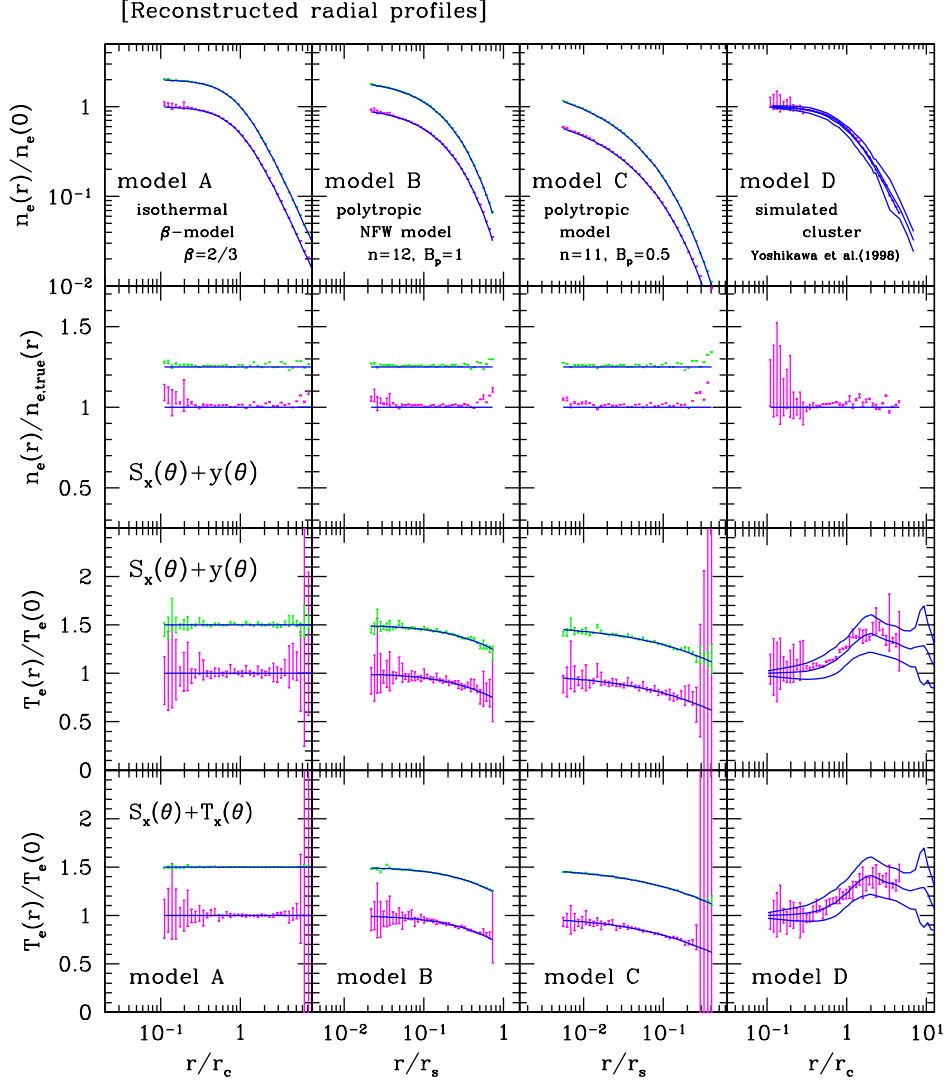 [Reconstructed radial profiles]
n_e(r)/n_e(0)
1
10^-1
10^-2
model A
isothermal
β-model
β=2/3
model B
polytropic
NFW model
n=12, B_p=1
model C
polytropic
model
n=11, B_p=0.5
model D
simulated
cluster
Yoshikawa et al.(1998)
n_e(r)/n_e,true(r)
1.5
1
0.5
S_x(θ)+y(θ)
T_e(r)/T_e(0)
2
1.5
1
0.5
0
S_x(θ)+y(θ)
T_e(r)/T_e(0)
2
1.5
1
0.5
0
S_x(θ)+T_x(θ)
model A
model B
model C
model D
10^-1 1
10^-2 10^-1 1
10^-2 10^-1 1
10^-1 1 10^1
r/r_c
r/r_s
r/r_s
r/r_c